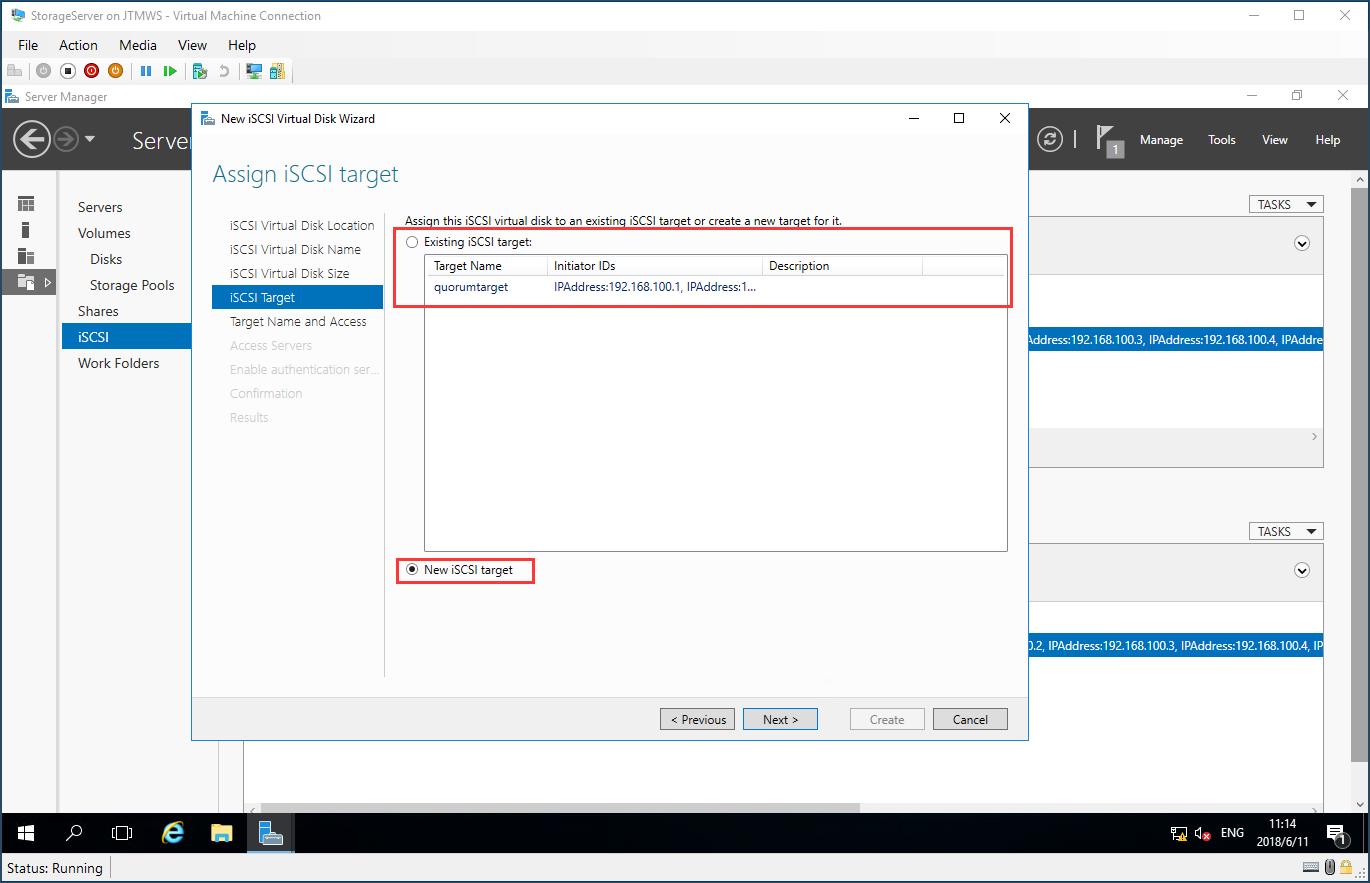 StorageServer on JTMWS - Virtual Machine Connection
File Action Media View Help
Server Manager
Server
1
Manage Tools View Help
New iSCSI Virtual Disk Wizard
Assign iSCSI target
Servers
Volumes
Disks
Storage Pools
Shares
iSCSI
Work Folders
iSCSI Virtual Disk Location
iSCSI Virtual Disk Name
iSCSI Virtual Disk Size
iSCSI Target
Target Name and Access
Access Servers
Enable authentication ser...
Confirmation
Results
Assign this iSCSI virtual disk to an existing iSCSI target or create a new target for it.
Existing iSCSI target:
Target Name Initiator IDs Description
quorumtarget IPAddress:192.168.100.1, IPAddress:1...
New iSCSI target
< Previous Next > Create Cancel
TASKS
Address:192.168.100.3, IPAddress:192.168.100.4, IPAddre
TASKS
0.2, IPAddress:192.168.100.3, IPAddress:192.168.100.4, IP
ENG
11:14
2018/6/11
1
Status: Running